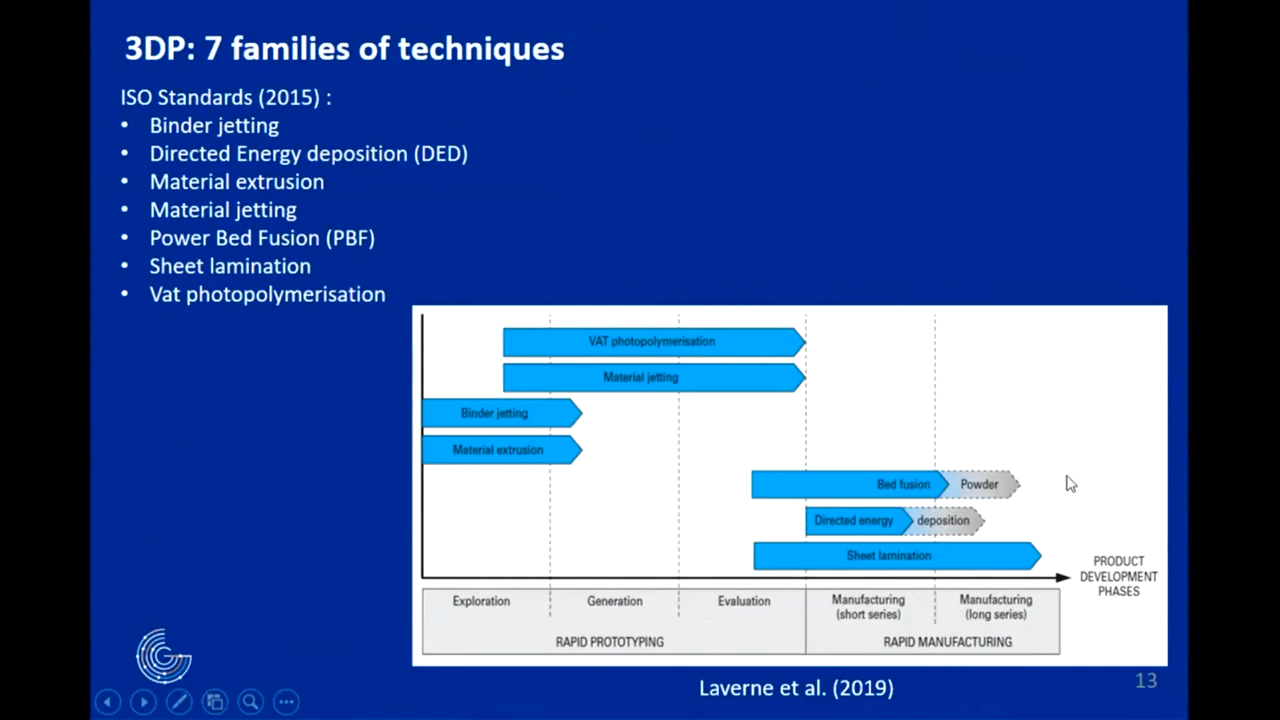 3DP: 7 families of techniques
ISO Standards (2015) :
• Binder jetting
• Directed Energy deposition (DED)
• Material extrusion
• Material jetting
• Power Bed Fusion (PBF)
• Sheet lamination
• Vat photopolymerisation
VAT photopolymerisation
Material jetting
Binder jetting
Material extrusion
Bed fusion Powder
Directed energy deposition
Sheet lamination
PRODUCT
DEVELOPMENT
PHASES
Exploration Generation Evaluation Manufacturing Manufacturing
(short series) (long series)
RAPID PROTOTYPING RAPID MANUFACTURING
Laverne et al. (2019)
13